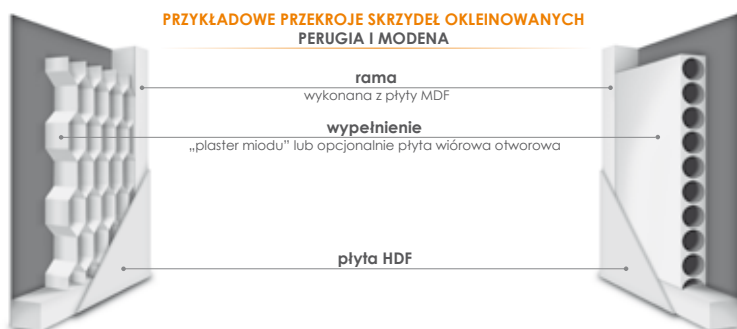 PRZYKŁADOWE PRZEKROJE SKRZYDEŁ OKLEINOWANYCH
PERUGIA I MODENA
rama
wykonana z płyty MDF
wypełnienie
„plaster miodu” lub opcjonalnie płyta wiórowa otworowa
płyta HDF